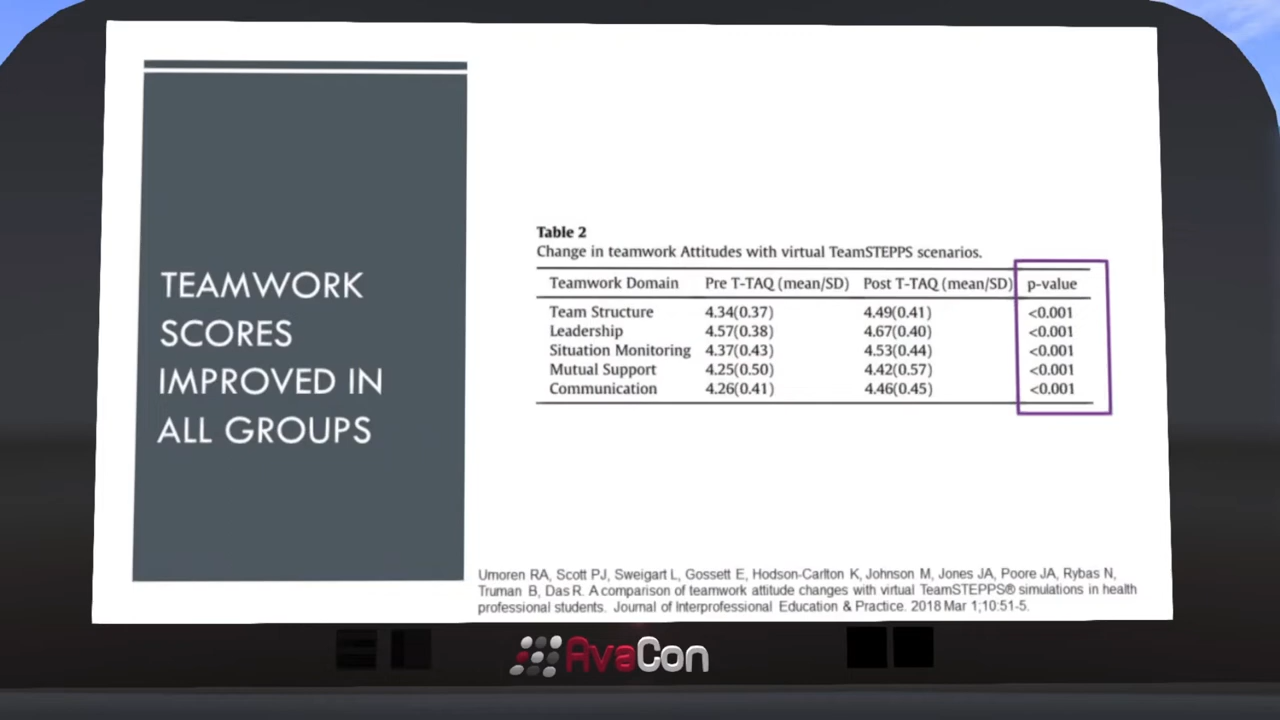 TEAMWORK
SCORES
IMPROVED IN
ALL GROUPS
Table 2
Change in teamwork Attitudes with virtual TeamSTEPPS scenarios.
Teamwork Domain Pre T-TAQ (mean/SD) Post T-TAQ (mean/SD) p-value
Team Structure 4.34(0.37) 4.49(0.41) <0.001
Leadership 4.57(0.38) 4.67(0.40) <0.001
Situation Monitoring 4.37(0.43) 4.53(0.44) <0.001
Mutual Support 4.25(0.50) 4.42(0.57) <0.001
Communication 4.26(0.41) 4.46(0.45) <0.001
Umoren RA, Scott PJ, Sweigart L, Gossett E, Hodson-Carlton K, Johnson M, Jones JA, Poore JA, Rybas N,
Truman B, Das R. A comparison of teamwork attitude changes with virtual TeamSTEPPS® simulations in health
professional students. Journal of Interprofessional Education & Practice. 2018 Mar 1;10:51-5.
AvaCon